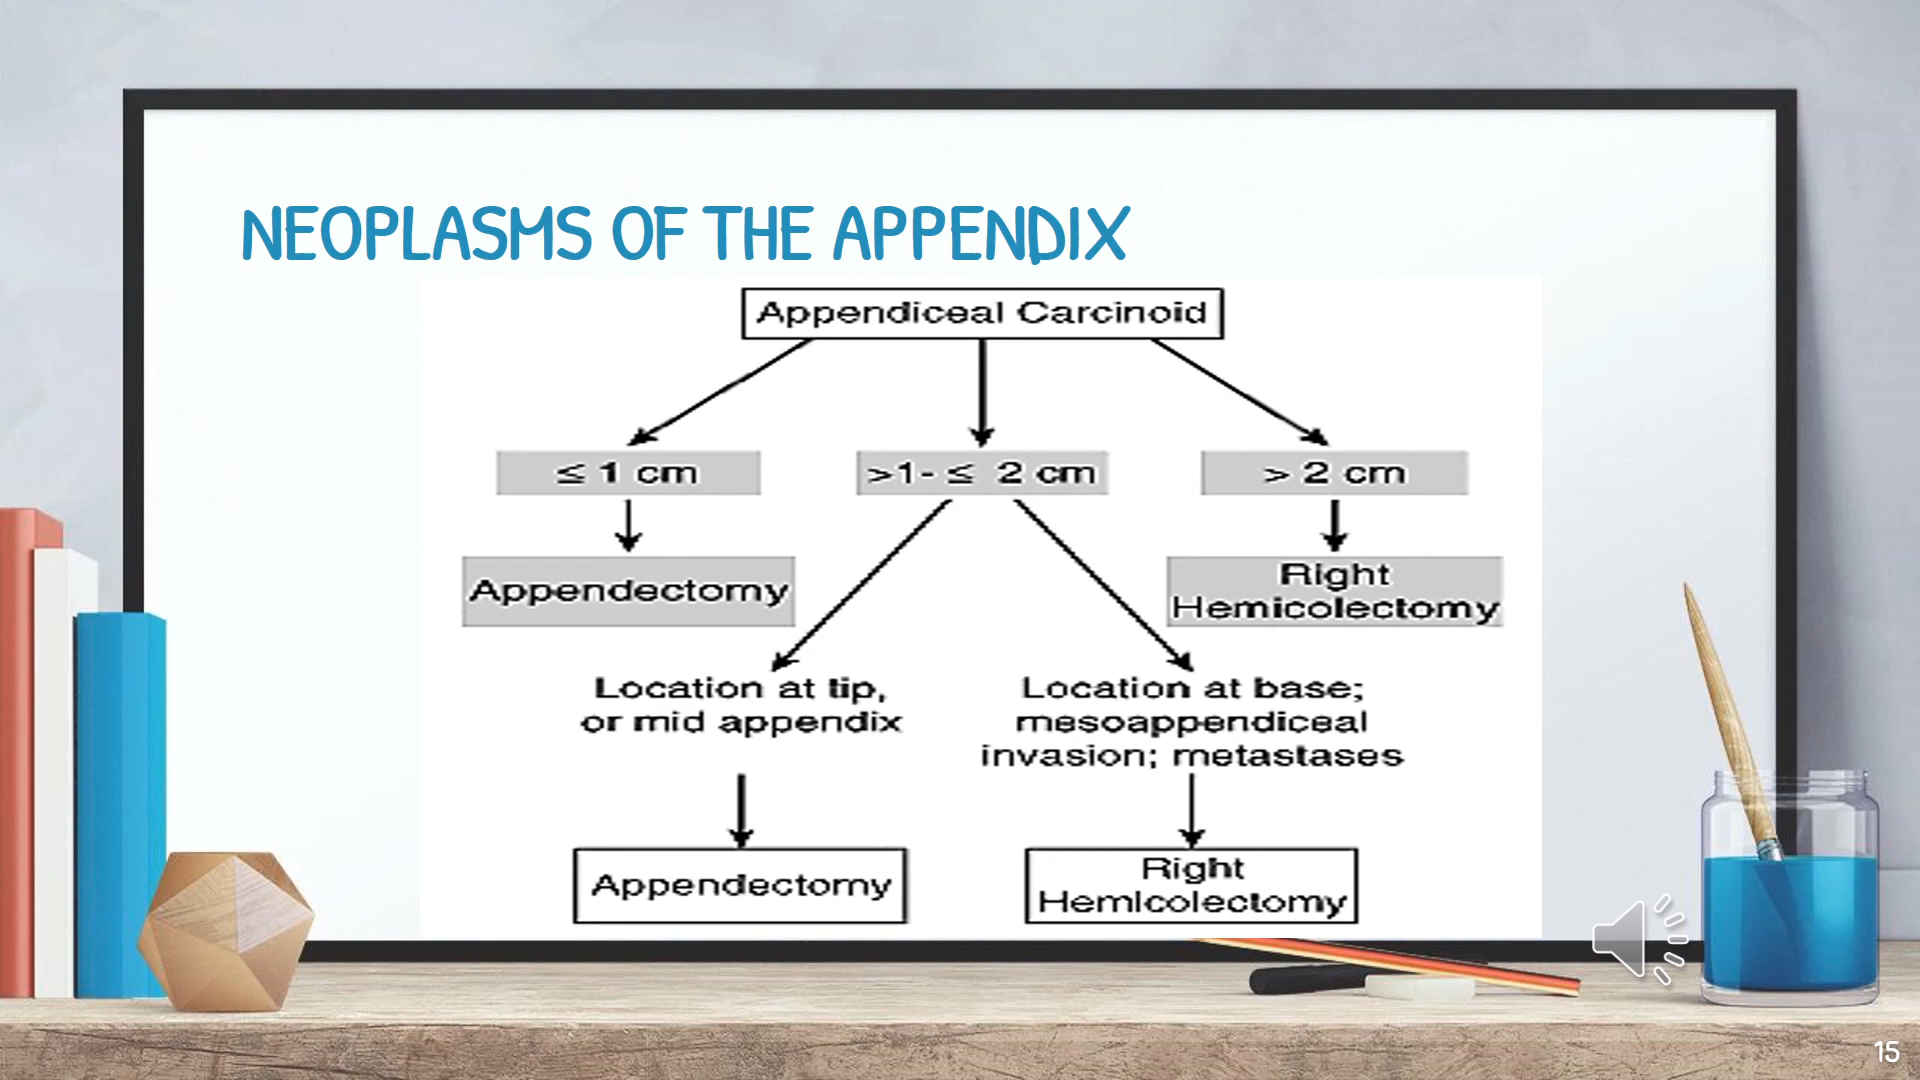 NEOPLASMS OF THE APPENDIX
Appendiceal Carcinoid
≤ 1 cm
>1- ≤ 2 cm
> 2 cm
Appendectomy
Right
Hemicolectomy
Location at tip,
or mid appendix
Location at base;
mesoappendiceal
invasion; metastases
Appendectomy
Right
Hemicolectomy
15